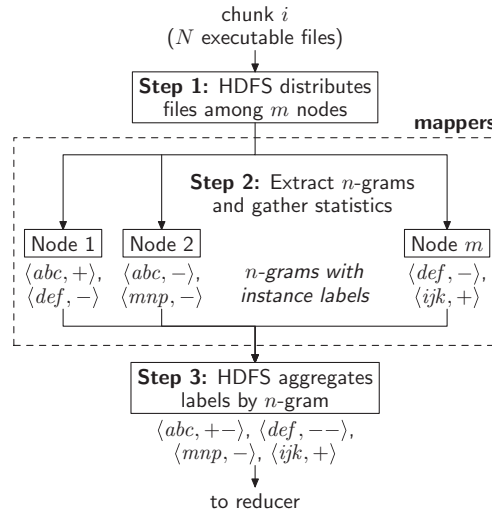 chunk i
(N executable files)
Step 1: HDFS distributes
files among m nodes
mappers
Step 2: Extract n-grams
and gather statistics
Node 1
Node 2
Node m
⟨abc, +⟩,
⟨def, −⟩
⟨abc, −⟩,
⟨mnp, −⟩
n-grams with
instance labels
⟨def, −⟩,
⟨ijk, +⟩
Step 3: HDFS aggregates
labels by n-gram
⟨abc, +−⟩, ⟨def, −−⟩,
⟨mnp, −⟩, ⟨ijk, +⟩
to reducer